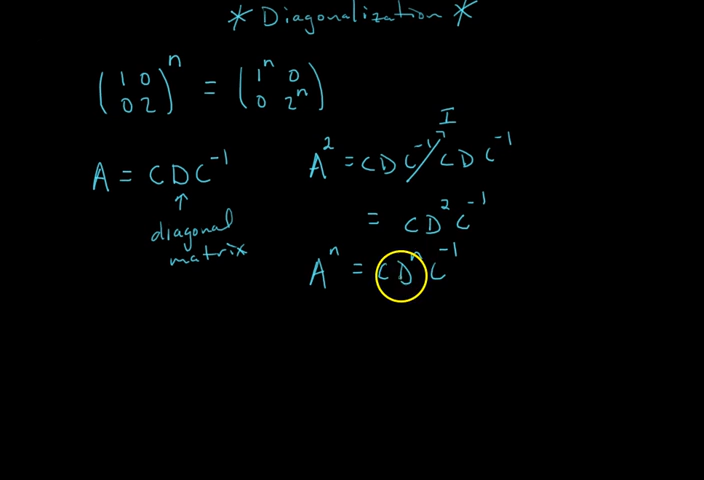 * Diagonalization *
(1 0
0 2)^n = (1^n 0
0 2^n)
A = CDC^-1
↑
diagonal
matrix
I
A^2 = CDC^-1 CDC^-1
= CD^2C^-1
A^n = CD^nC^-1